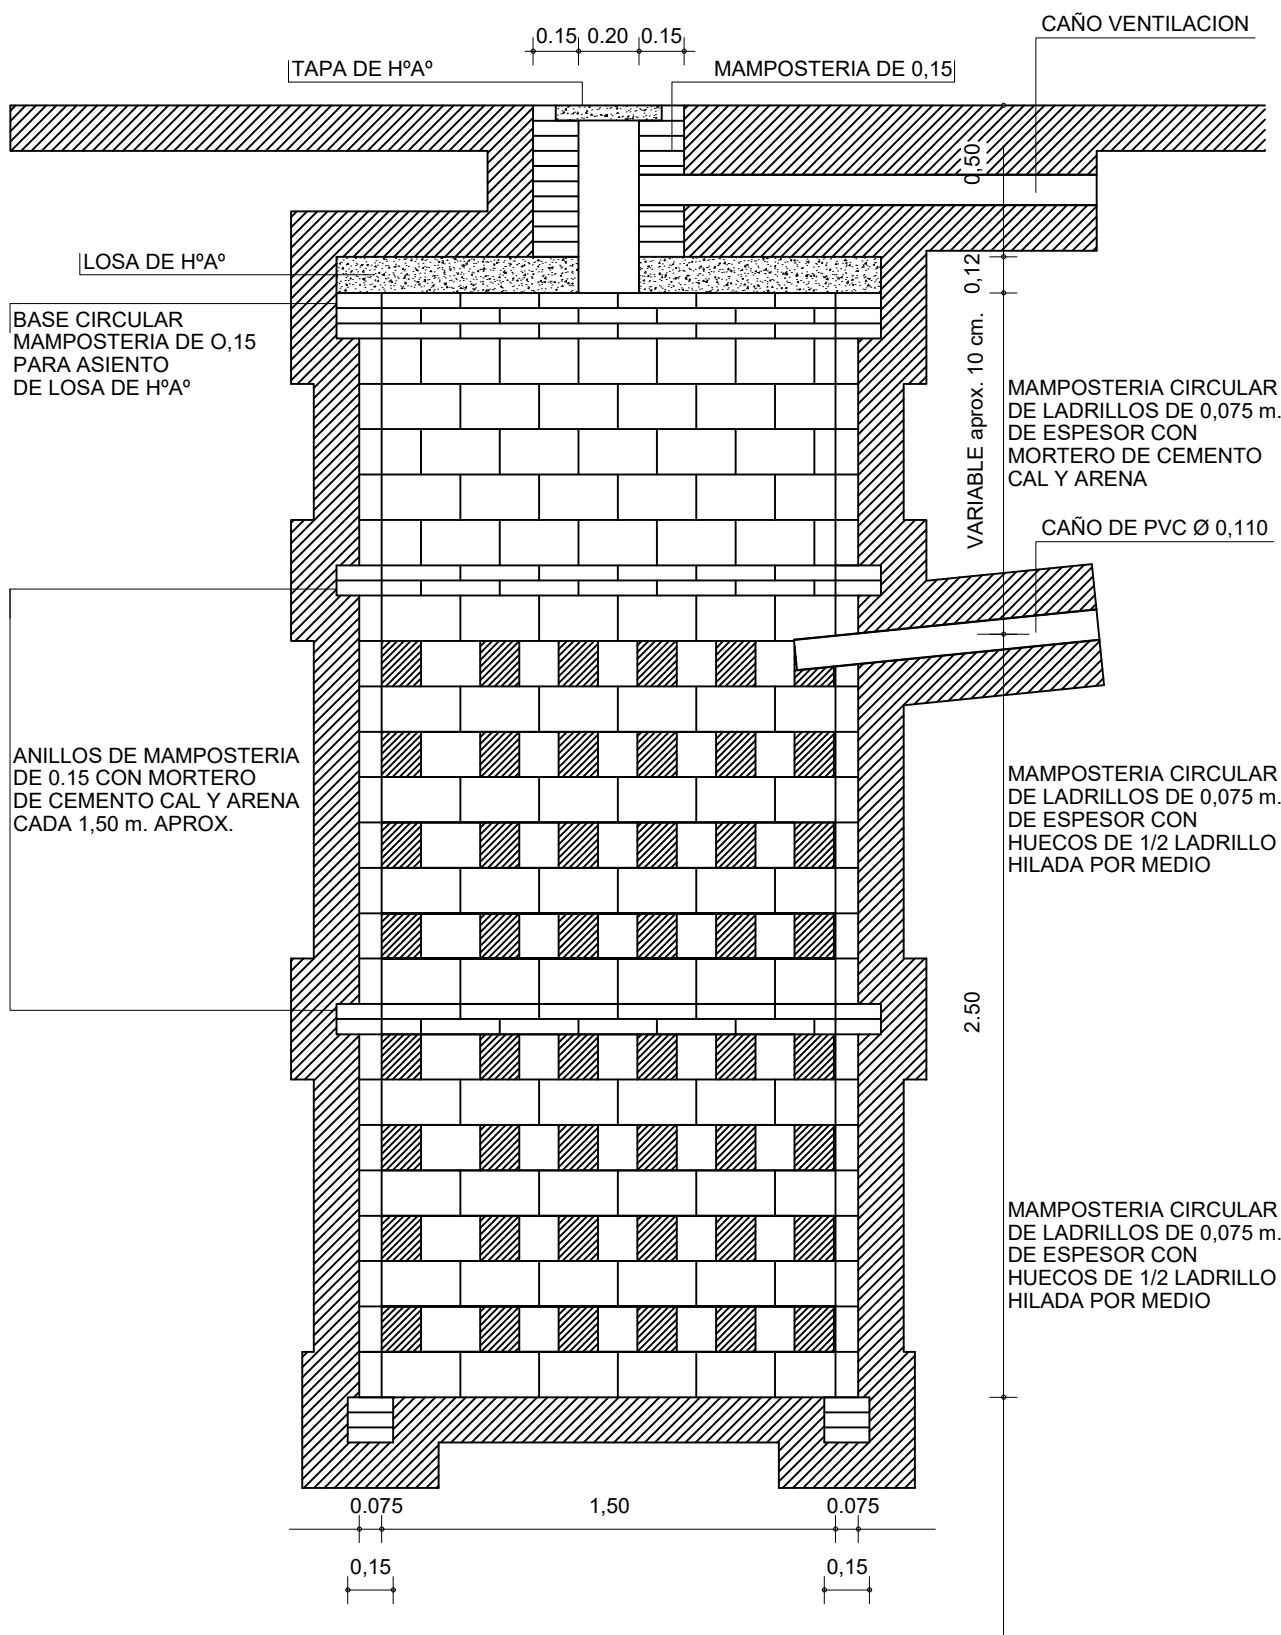 CAÑO VENTILACION
0.15 0.20 0.15
TAPA DE HºAº
MAMPOSTERIA DE 0,15
0,50
LOSA DE HºAº
0,12
BASE CIRCULAR
MAMPOSTERIA DE O,15
PARA ASIENTO
DE LOSA DE HºAº
VARIABLE aprox. 10 cm.
MAMPOSTERIA CIRCULAR
DE LADRILLOS DE 0,075 m.
DE ESPESOR CON
MORTERO DE CEMENTO
CAL Y ARENA
CAÑO DE PVC Ø 0,110
ANILLOS DE MAMPOSTERIA
DE 0.15 CON MORTERO
DE CEMENTO CAL Y ARENA
CADA 1,50 m. APROX.
MAMPOSTERIA CIRCULAR
DE LADRILLOS DE 0,075 m.
DE ESPESOR CON
HUECOS DE 1/2 LADRILLO
HILADA POR MEDIO
2.50
MAMPOSTERIA CIRCULAR
DE LADRILLOS DE 0,075 m.
DE ESPESOR CON
HUECOS DE 1/2 LADRILLO
HILADA POR MEDIO
0.075 1,50 0.075
0,15 0,15